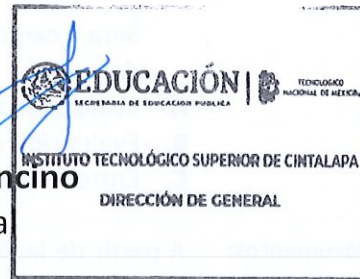 EDUCACIÓN
SECRETARÍA DE EDUCACIÓN PÚBLICA
TECNOLÓGICO
NACIONAL DE MÉXICO
INSTITUTO TECNOLÓGICO SUPERIOR DE CINTALAPA
ncino
DIRECCIÓN DE GENERAL
a